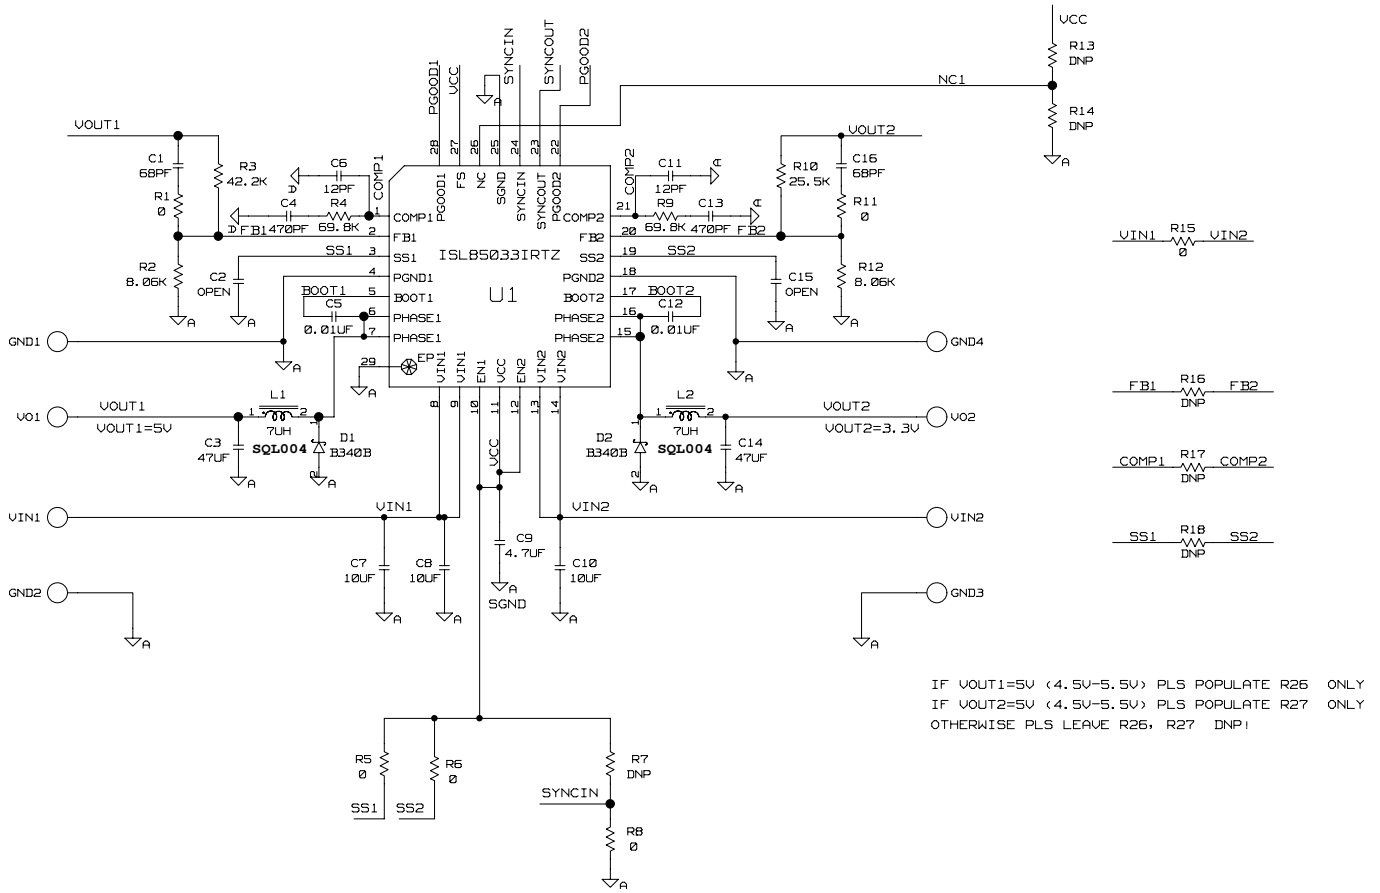 VCC
R13
DNP
NC1
R14
DNP
A
PGOOD1
VCC
A
SYNCIN
SYNCOUT
PGOOD2
28
27
26
25
24
23
22
PGOOD1
FS
NC
SGND
SYNCIN
SYNCOUT
PGOOD2
VOUT1
C1
68PF
R3
42.2K
R1
0
R2
8.06K
A
C6
12PF
A
COMP1
C4
470PF
R4
69.8K
A
FB1
SS1
C2
OPEN
A
BOOT1
C5
0.01UF
1
2
3
4
5
6
7
29
COMP1
FB1
SS1
PGND1
BOOT1
PHASE1
PHASE1
EP
ISL85033IRTZ
U1
COMP2
FB2
SS2
PGND2
BOOT2
PHASE2
PHASE2
21
20
19
18
17
16
15
COMP2
C11
12PF
A
R9
69.8K
C13
470PF
A
FB2
SS2
C15
OPEN
A
BOOT2
C12
0.01UF
VOUT2
R10
25.5K
C16
68PF
R11
0
R12
8.06K
A
VIN1
R15
0
VIN2
GND1
A
A
GND4
A
VIN1
VIN1
EN1
VCC
EN2
VIN2
VIN2
8
9
10
11
12
13
14
VO1
VOUT1
VOUT1=5V
L1
1
2
7UH
SQL004
C3
47UF
A
D1
B340B
1
2
A
VCC
L2
1
2
7UH
SQL004
D2
B340B
1
2
A
C14
47UF
A
VOUT2
VOUT2=3.3V
VO2
FB1
R16
DNP
FB2
COMP1
R17
DNP
COMP2
VIN1
VIN1
VIN2
VIN2
SS1
R18
DNP
SS2
C7
10UF
A
C8
10UF
A
C9
4.7UF
A
SGND
C10
10UF
A
GND2
A
GND3
A
IF VOUT1=5V (4.5V-5.5V) PLS POPULATE R26 ONLY
IF VOUT2=5V (4.5V-5.5V) PLS POPULATE R27 ONLY
OTHERWISE PLS LEAVE R26, R27 DNP!
R5
0
SS1
R6
0
SS2
R7
DNP
SYNCIN
R8
0
A